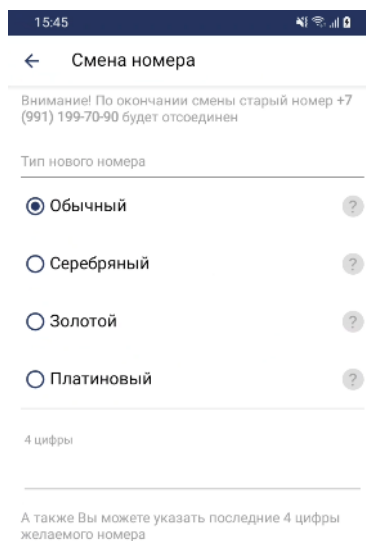 15:45
Смена номера
Внимание! По окончании смены старый номер +7
(991) 199-70-90 будет отсоединен
Тип нового номера
Обычный ?
Серебряный ?
Золотой ?
Платиновый ?
4 цифры
А также Вы можете указать последние 4 цифры
желаемого номера